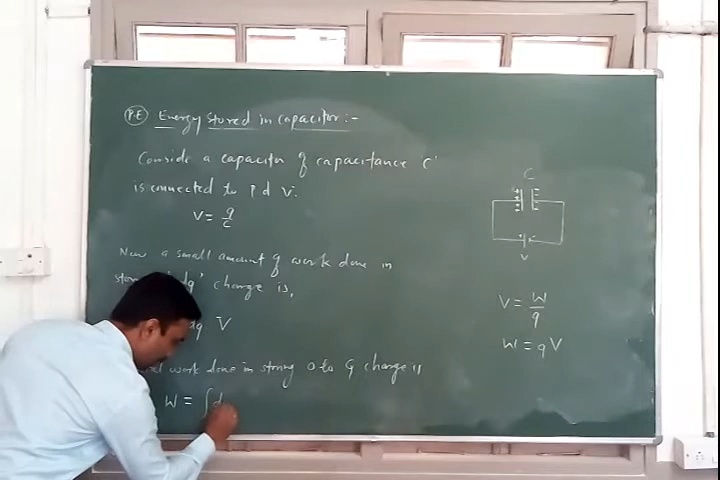 P.E Energy stored in capacitor:-
Consider a capacitor of capacitance 'C'
is connected to Pd V.
V = q/C
Now a small amount of work done in
dq' charge is,
dq V
work done in storing 0 to q charge is
W = ∫d
C
+ -
+ -
V
V = W/q
W = qV